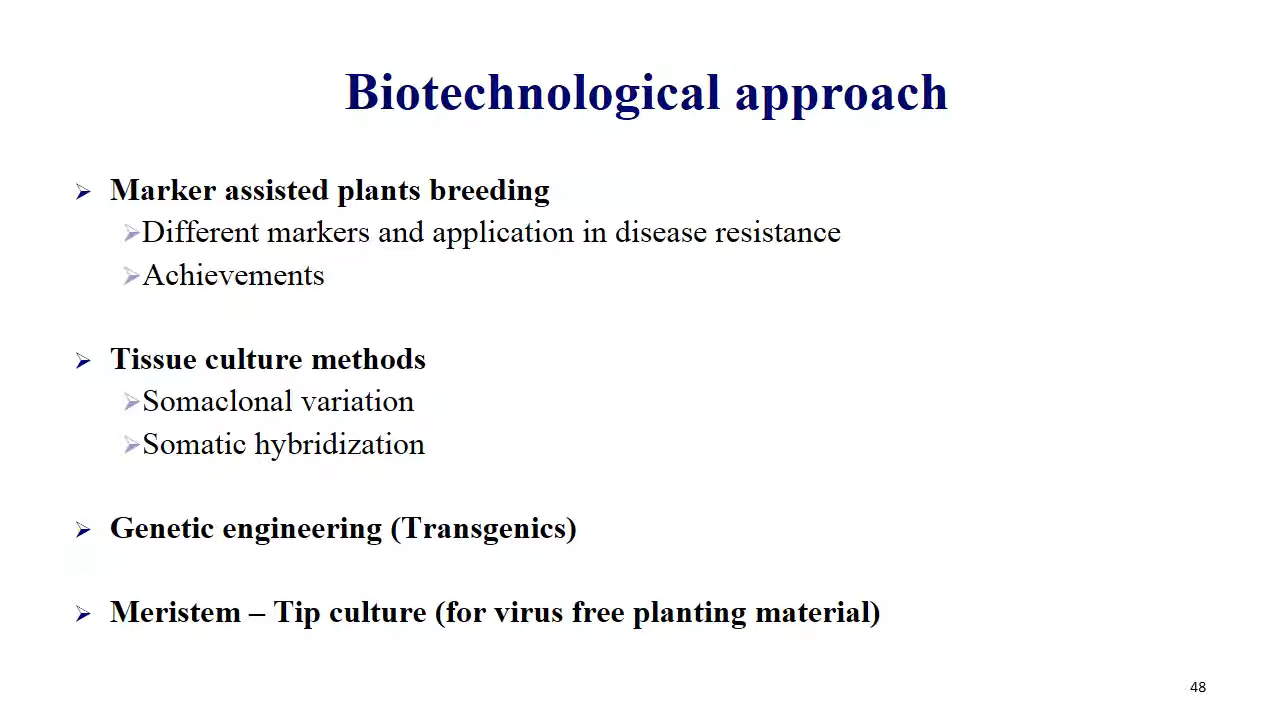 Biotechnological approach
Marker assisted plants breeding
Different markers and application in disease resistance
Achievements
Tissue culture methods
Somaclonal variation
Somatic hybridization
Genetic engineering (Transgenics)
Meristem – Tip culture (for virus free planting material)
48